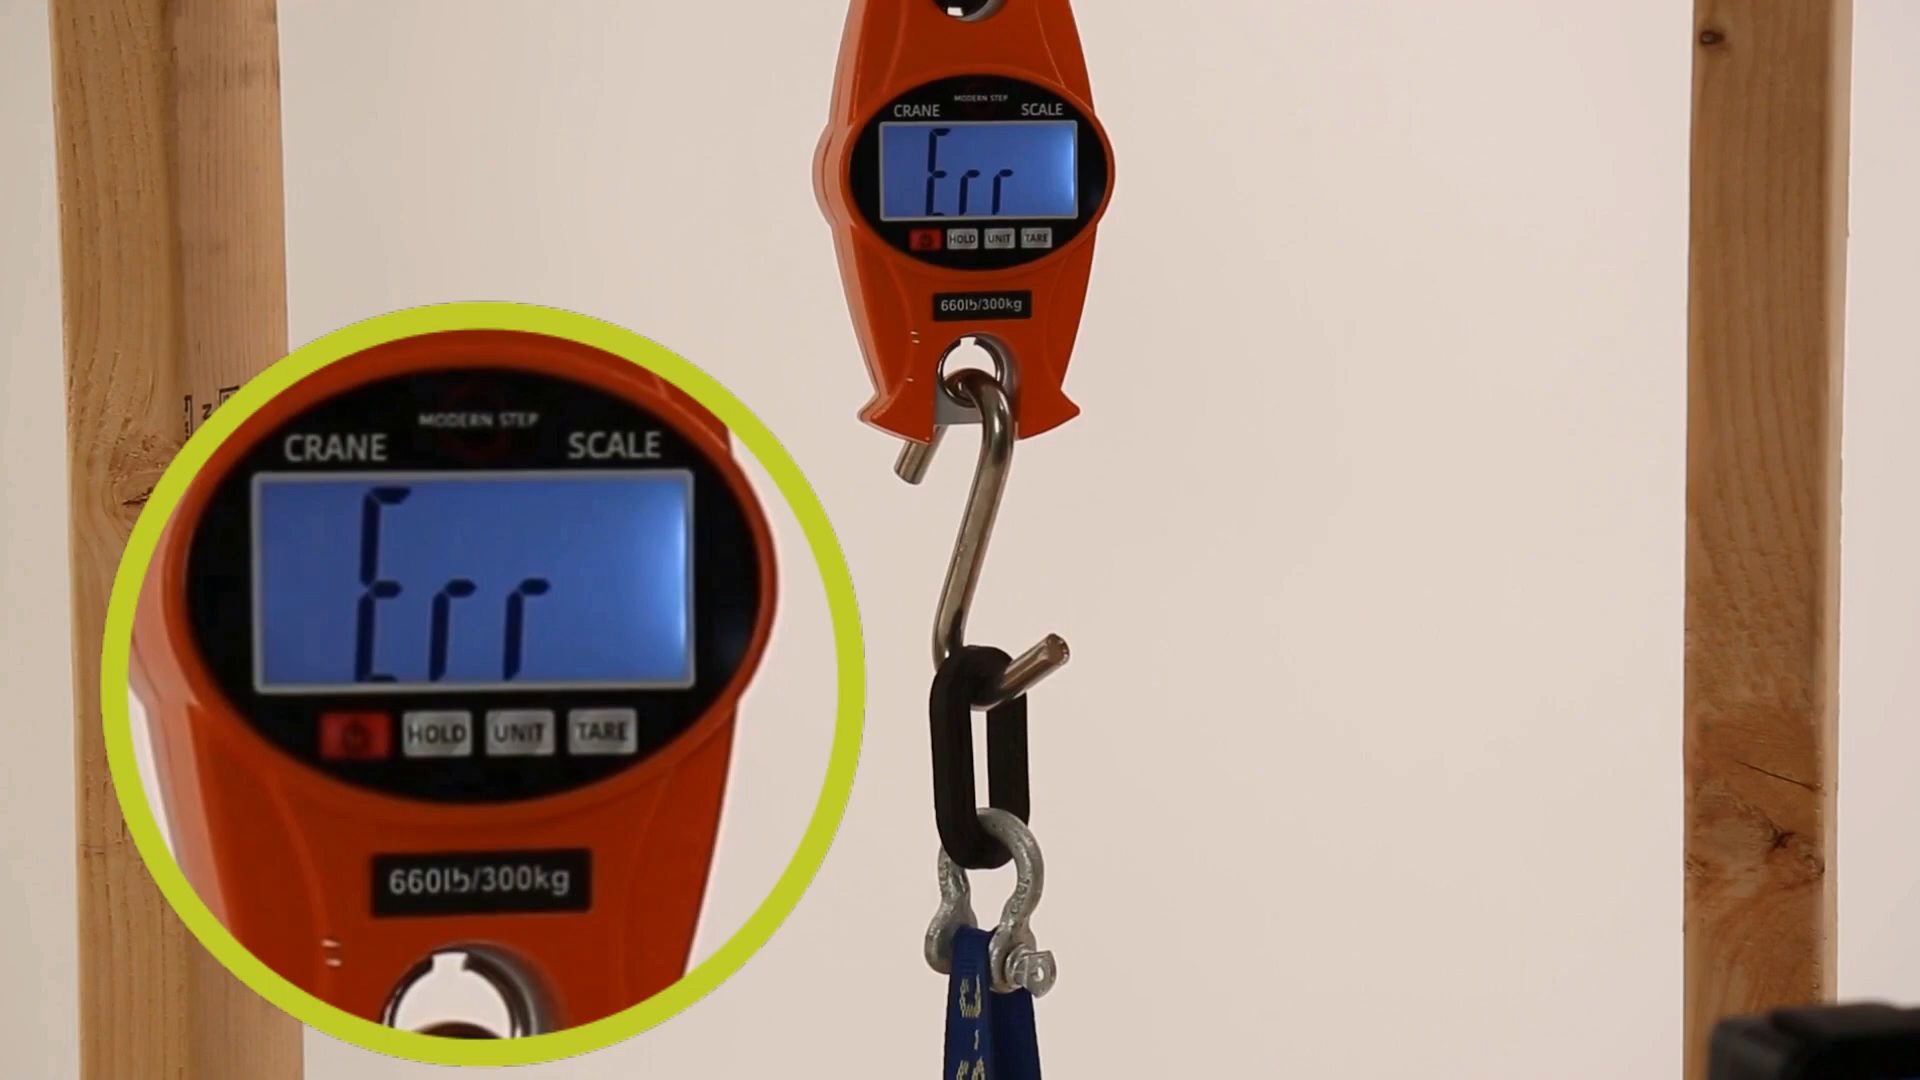 MODERN STEP
CRANE SCALE
Err
HOLD UNIT TARE
660lb/300kg
MODERN STEP
CRANE SCALE
Err
HOLD UNIT TARE
660lb/300kg